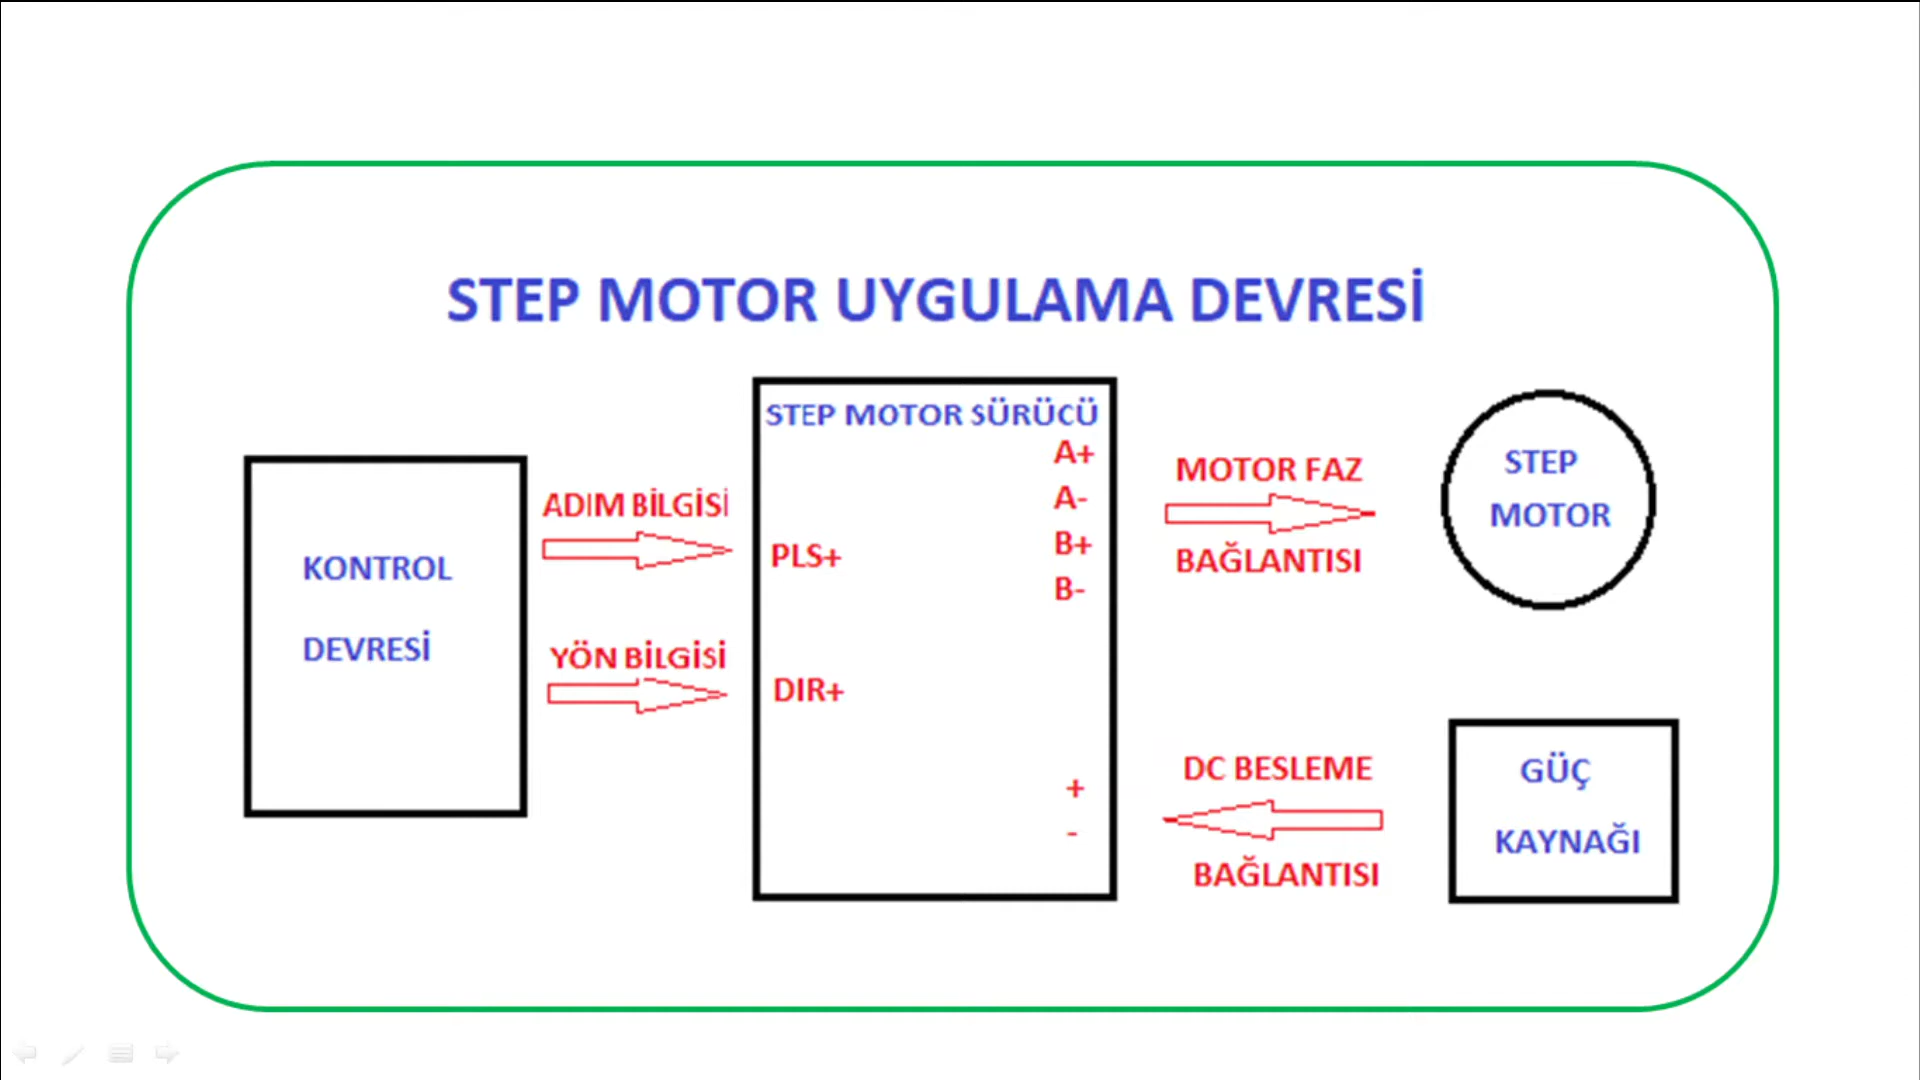 STEP MOTOR UYGULAMA DEVRESİ
KONTROL
DEVRESİ
ADIM BİLGİSİ
YÖN BİLGİSİ
STEP MOTOR SÜRÜCÜ
A+
A-
B+
B-
PLS+
DIR+
+
-
MOTOR FAZ
BAĞLANTISI
DC BESLEME
BAĞLANTISI
STEP
MOTOR
GÜÇ
KAYNAĞI